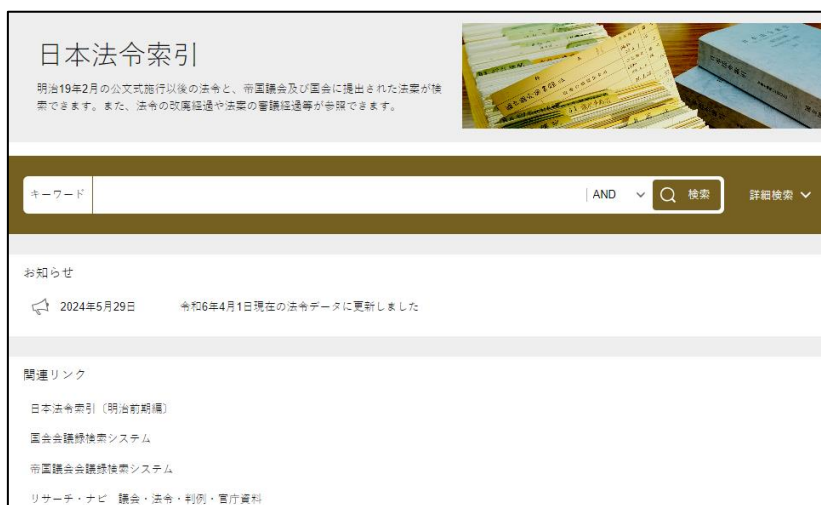 日本法令索引
明治19年2月の公文式施行以後の法令と、帝国議会及び国会に提出された法案が検
索できます。また、法令の改廃経過や法案の審議経過等が参照できます。
キーワード AND 検索 詳細検索
お知らせ
2024年5月29日 令和6年4月1日現在の法令データに更新しました
関連リンク
日本法令索引〔明治前期編〕
国会会議録検索システム
帝国議会会議録検索システム
リサーチ・ナビ 議会・法令・判例・官庁資料